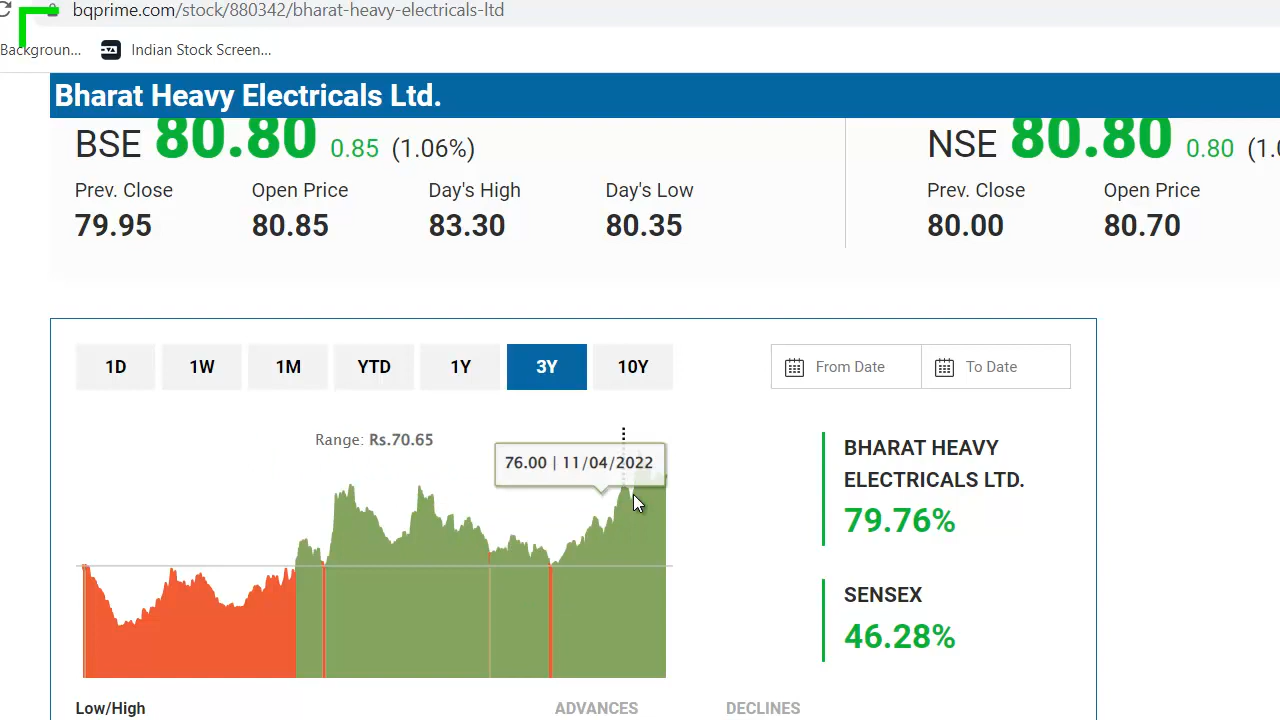 bqprime.com/stock/880342/bharat-heavy-electricals-ltd
Backgroun... Indian Stock Screen...
Bharat Heavy Electricals Ltd.
BSE 80.80 0.85 (1.06%)
Prev. Close Open Price Day's High Day's Low
79.95 80.85 83.30 80.35
NSE 80.80 0.80 (1.0
Prev. Close Open Price
80.00 80.70
1D 1W 1M YTD 1Y 3Y 10Y
From Date To Date
Range: Rs.70.65
76.00 | 11/04/2022
BHARAT HEAVY
ELECTRICALS LTD.
79.76%
SENSEX
46.28%
Low/High ADVANCES DECLINES